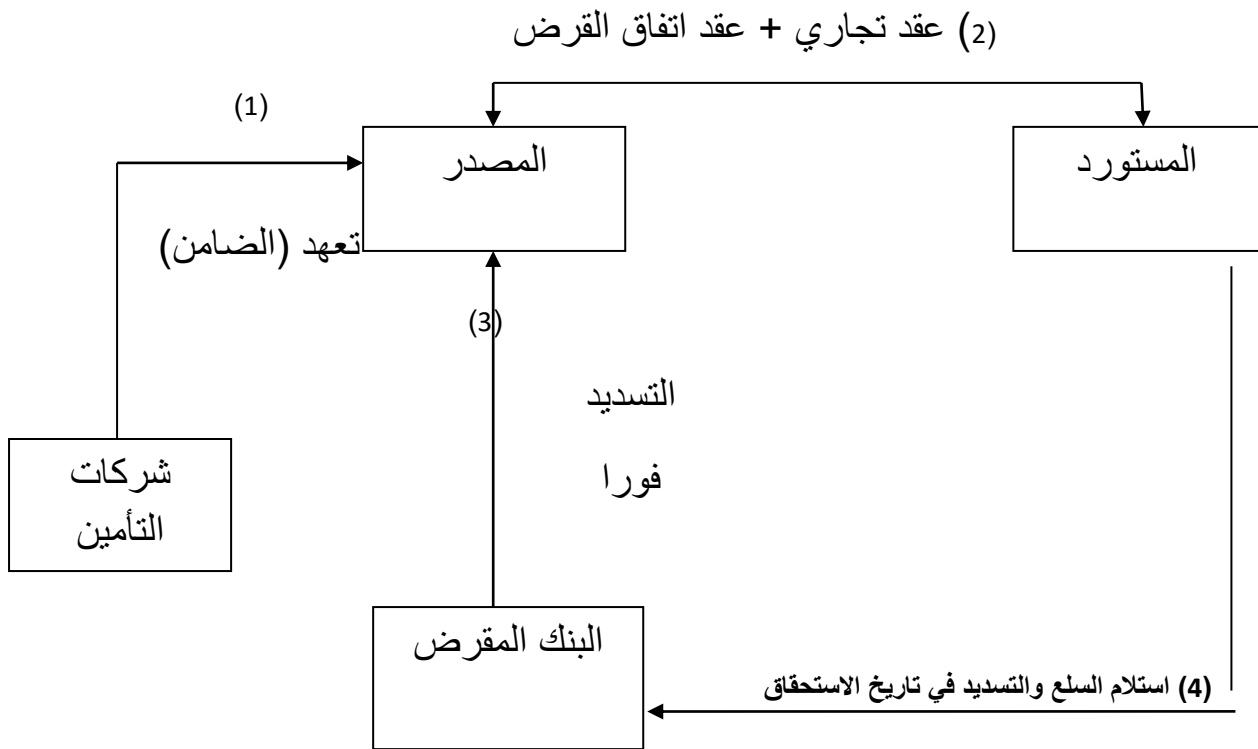 (2) عقد تجاري + عقد اتفاق القرض
(1)
المصدر
المستورد
تعهد (الضامن)
(3)
التسديد
فورا
شركات
التأمين
البنك المقرض
(4) استلام السلع والتسديد في تاريخ الاستحقاق